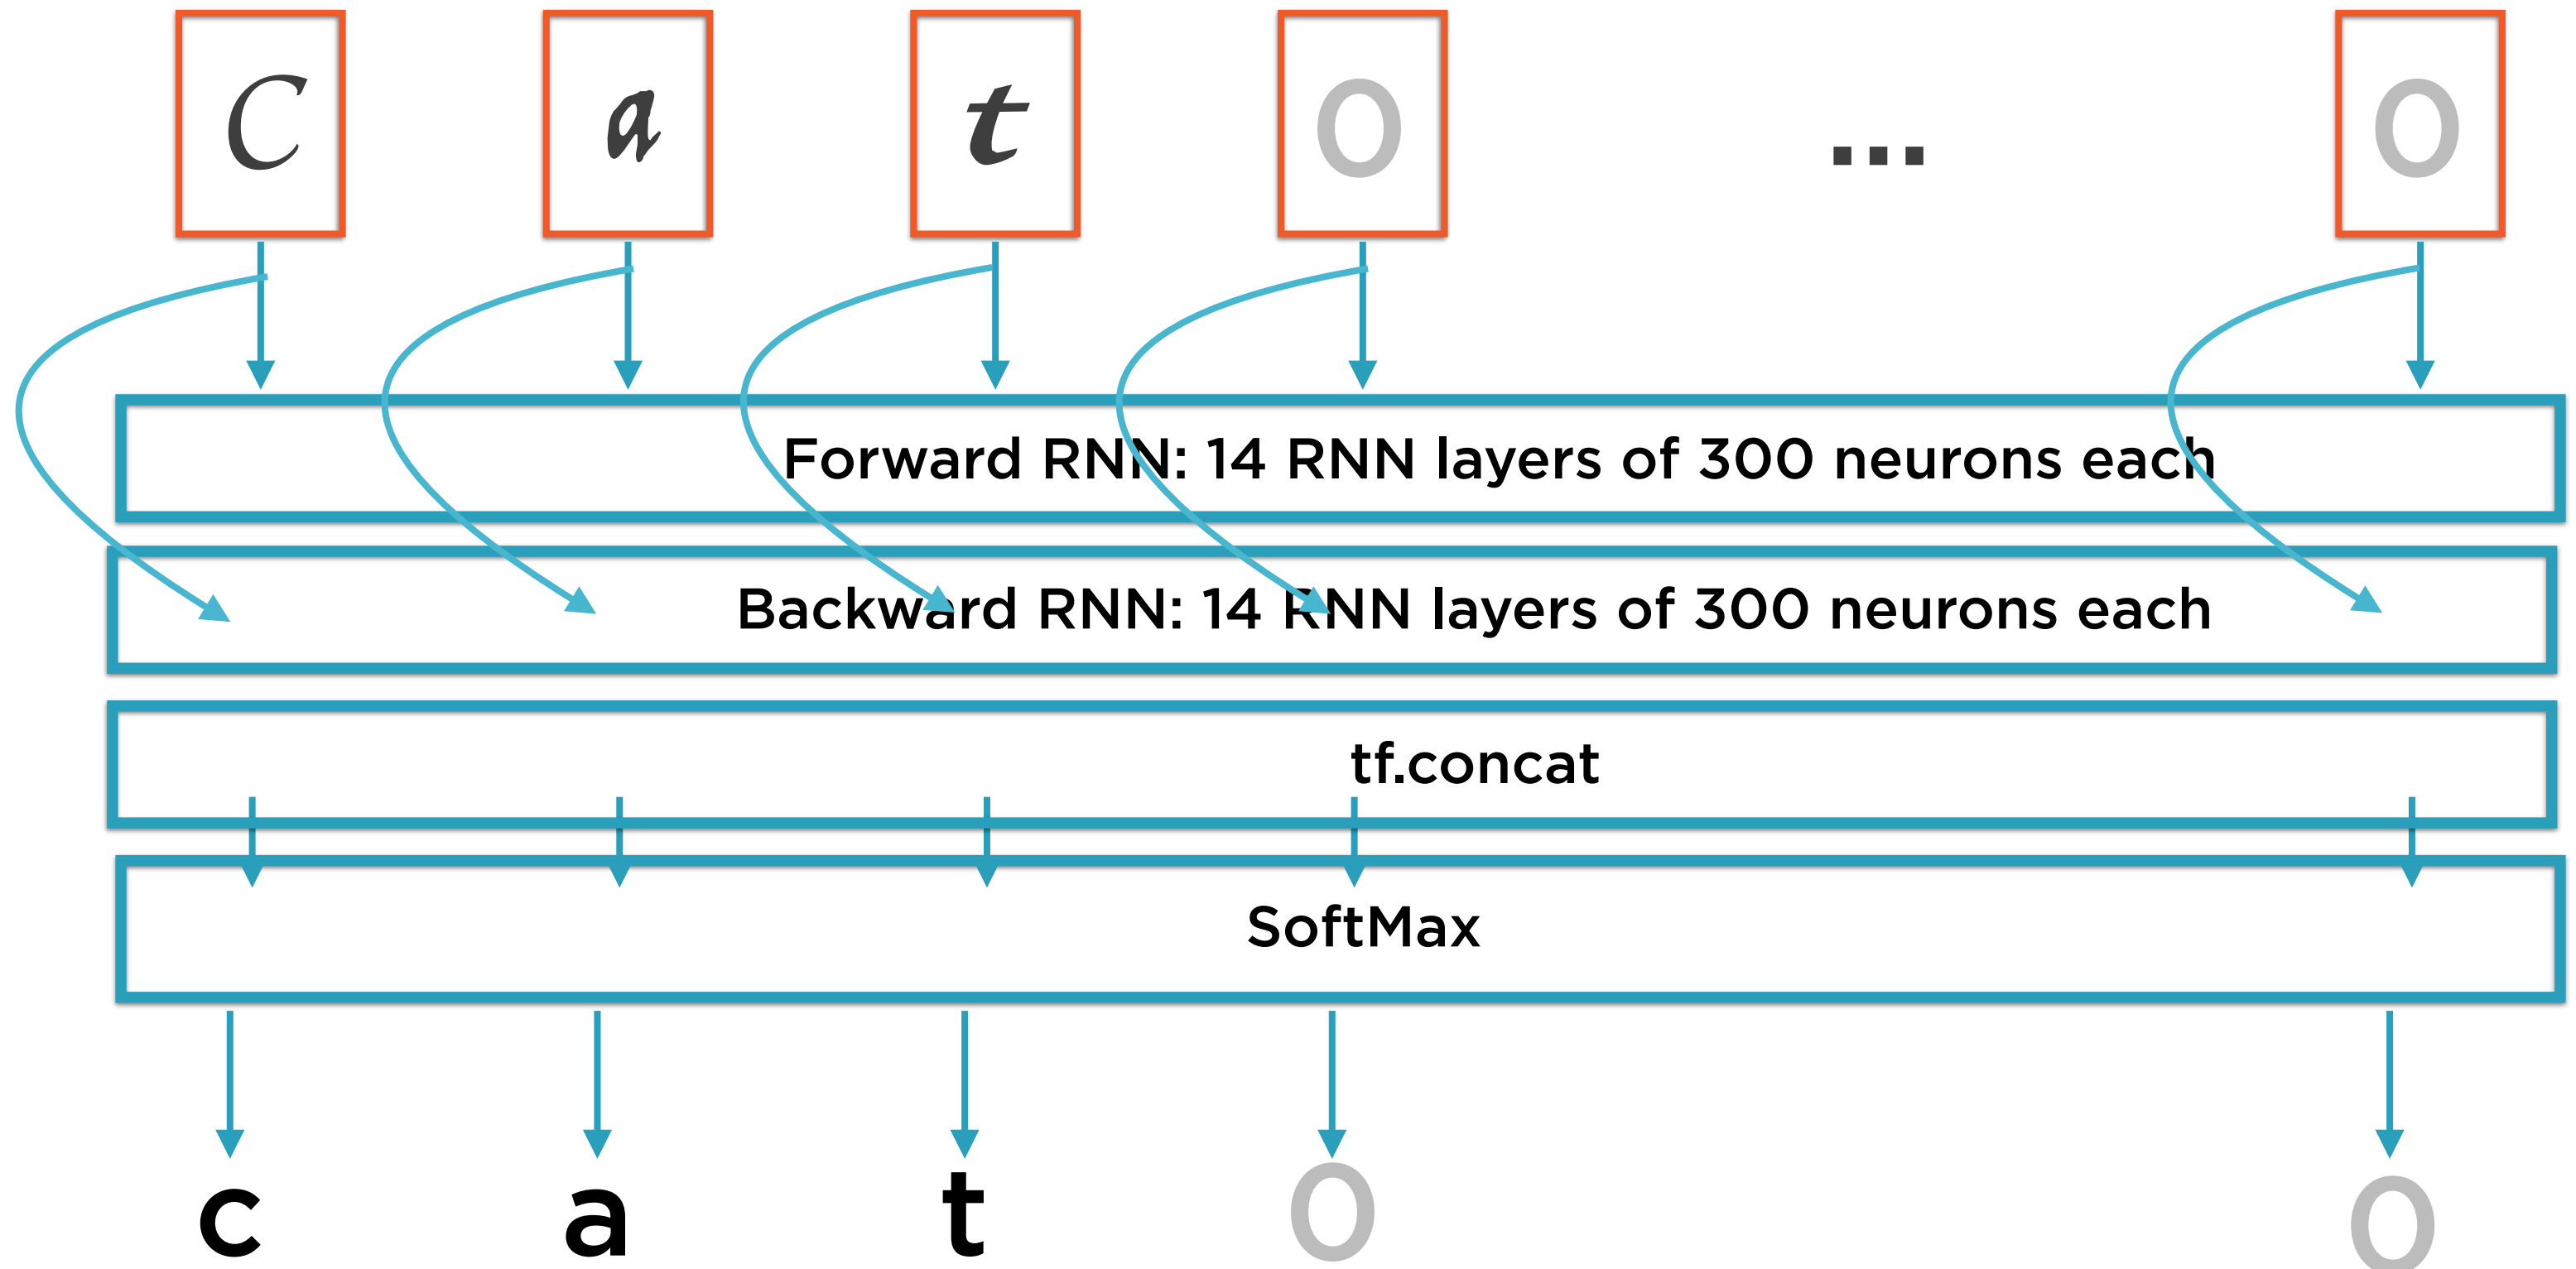 C a t 0 ... 0
Forward RNN: 14 RNN layers of 300 neurons each
Backward RNN: 14 RNN layers of 300 neurons each
tf.concat
SoftMax
c a t 0 0